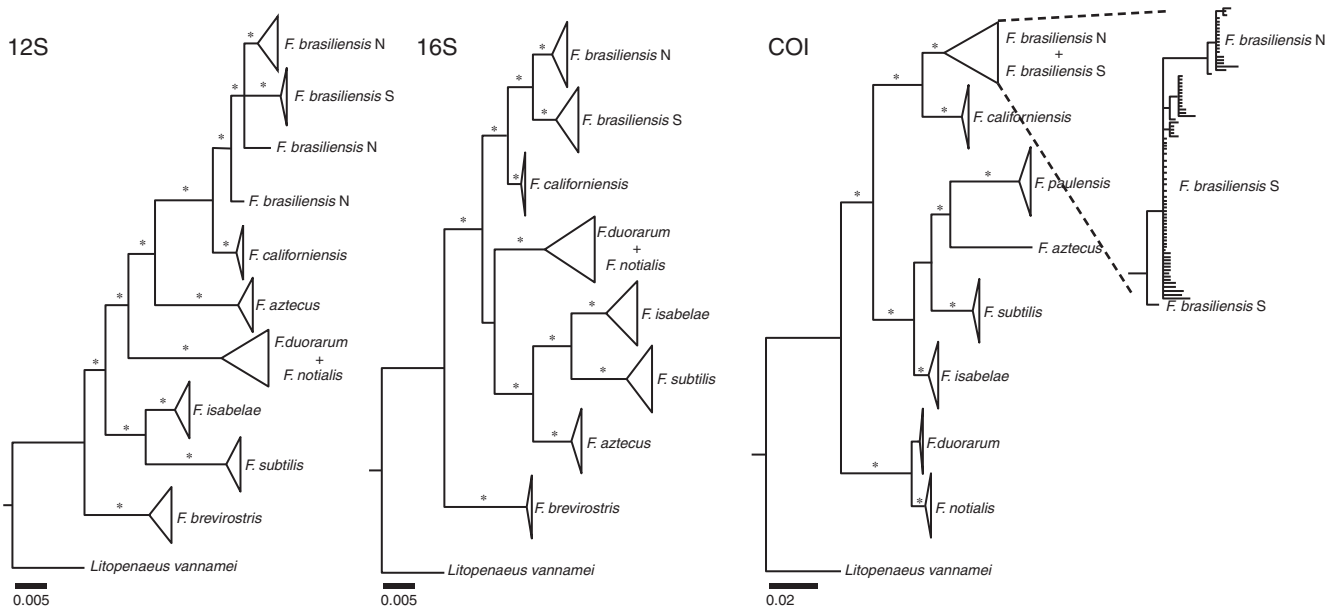 12S
* F. brasiliensis N
* * F. brasiliensis S
* F. brasiliensis N
* F. brasiliensis N
* F. californiensis
* * F. aztecus
* * F.duorarum
+
F. notialis
* * F. isabelae
* * F. subtilis
* F. brevirostris
Litopenaeus vannamei
0.005
16S
* F. brasiliensis N
* * F. brasiliensis S
* * F. californiensis
* * F.duorarum
+
F. notialis
* F. isabelae
* * F. subtilis
* F. aztecus
* F. brevirostris
Litopenaeus vannamei
0.005
COI
* F. brasiliensis N
+
F. brasiliensis S
* * F. californiensis
* * F. paulensis
* F. aztecus
* * F. subtilis
* F. isabelae
F.duorarum
* * F. notialis
Litopenaeus vannamei
0.02
F. brasiliensis N
F. brasiliensis S
F. brasiliensis S